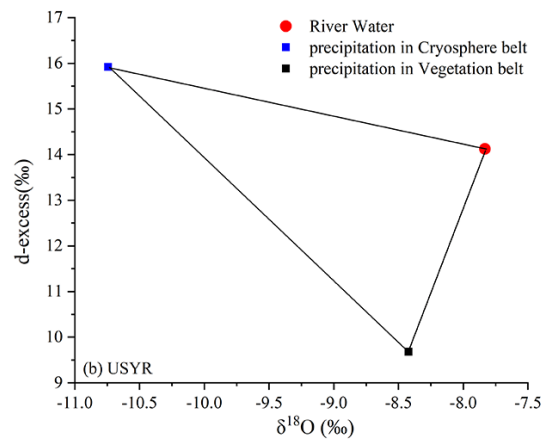 River Water
precipitation in Cryosphere belt
precipitation in Vegetation belt
16
15
14
13
12
11
10
9
d-excess(‰)
(b) USYR
-11.0 -10.5 -10.0 -9.5 -9.0 -8.5 -8.0 -7.5
δ¹⁸O (‰)